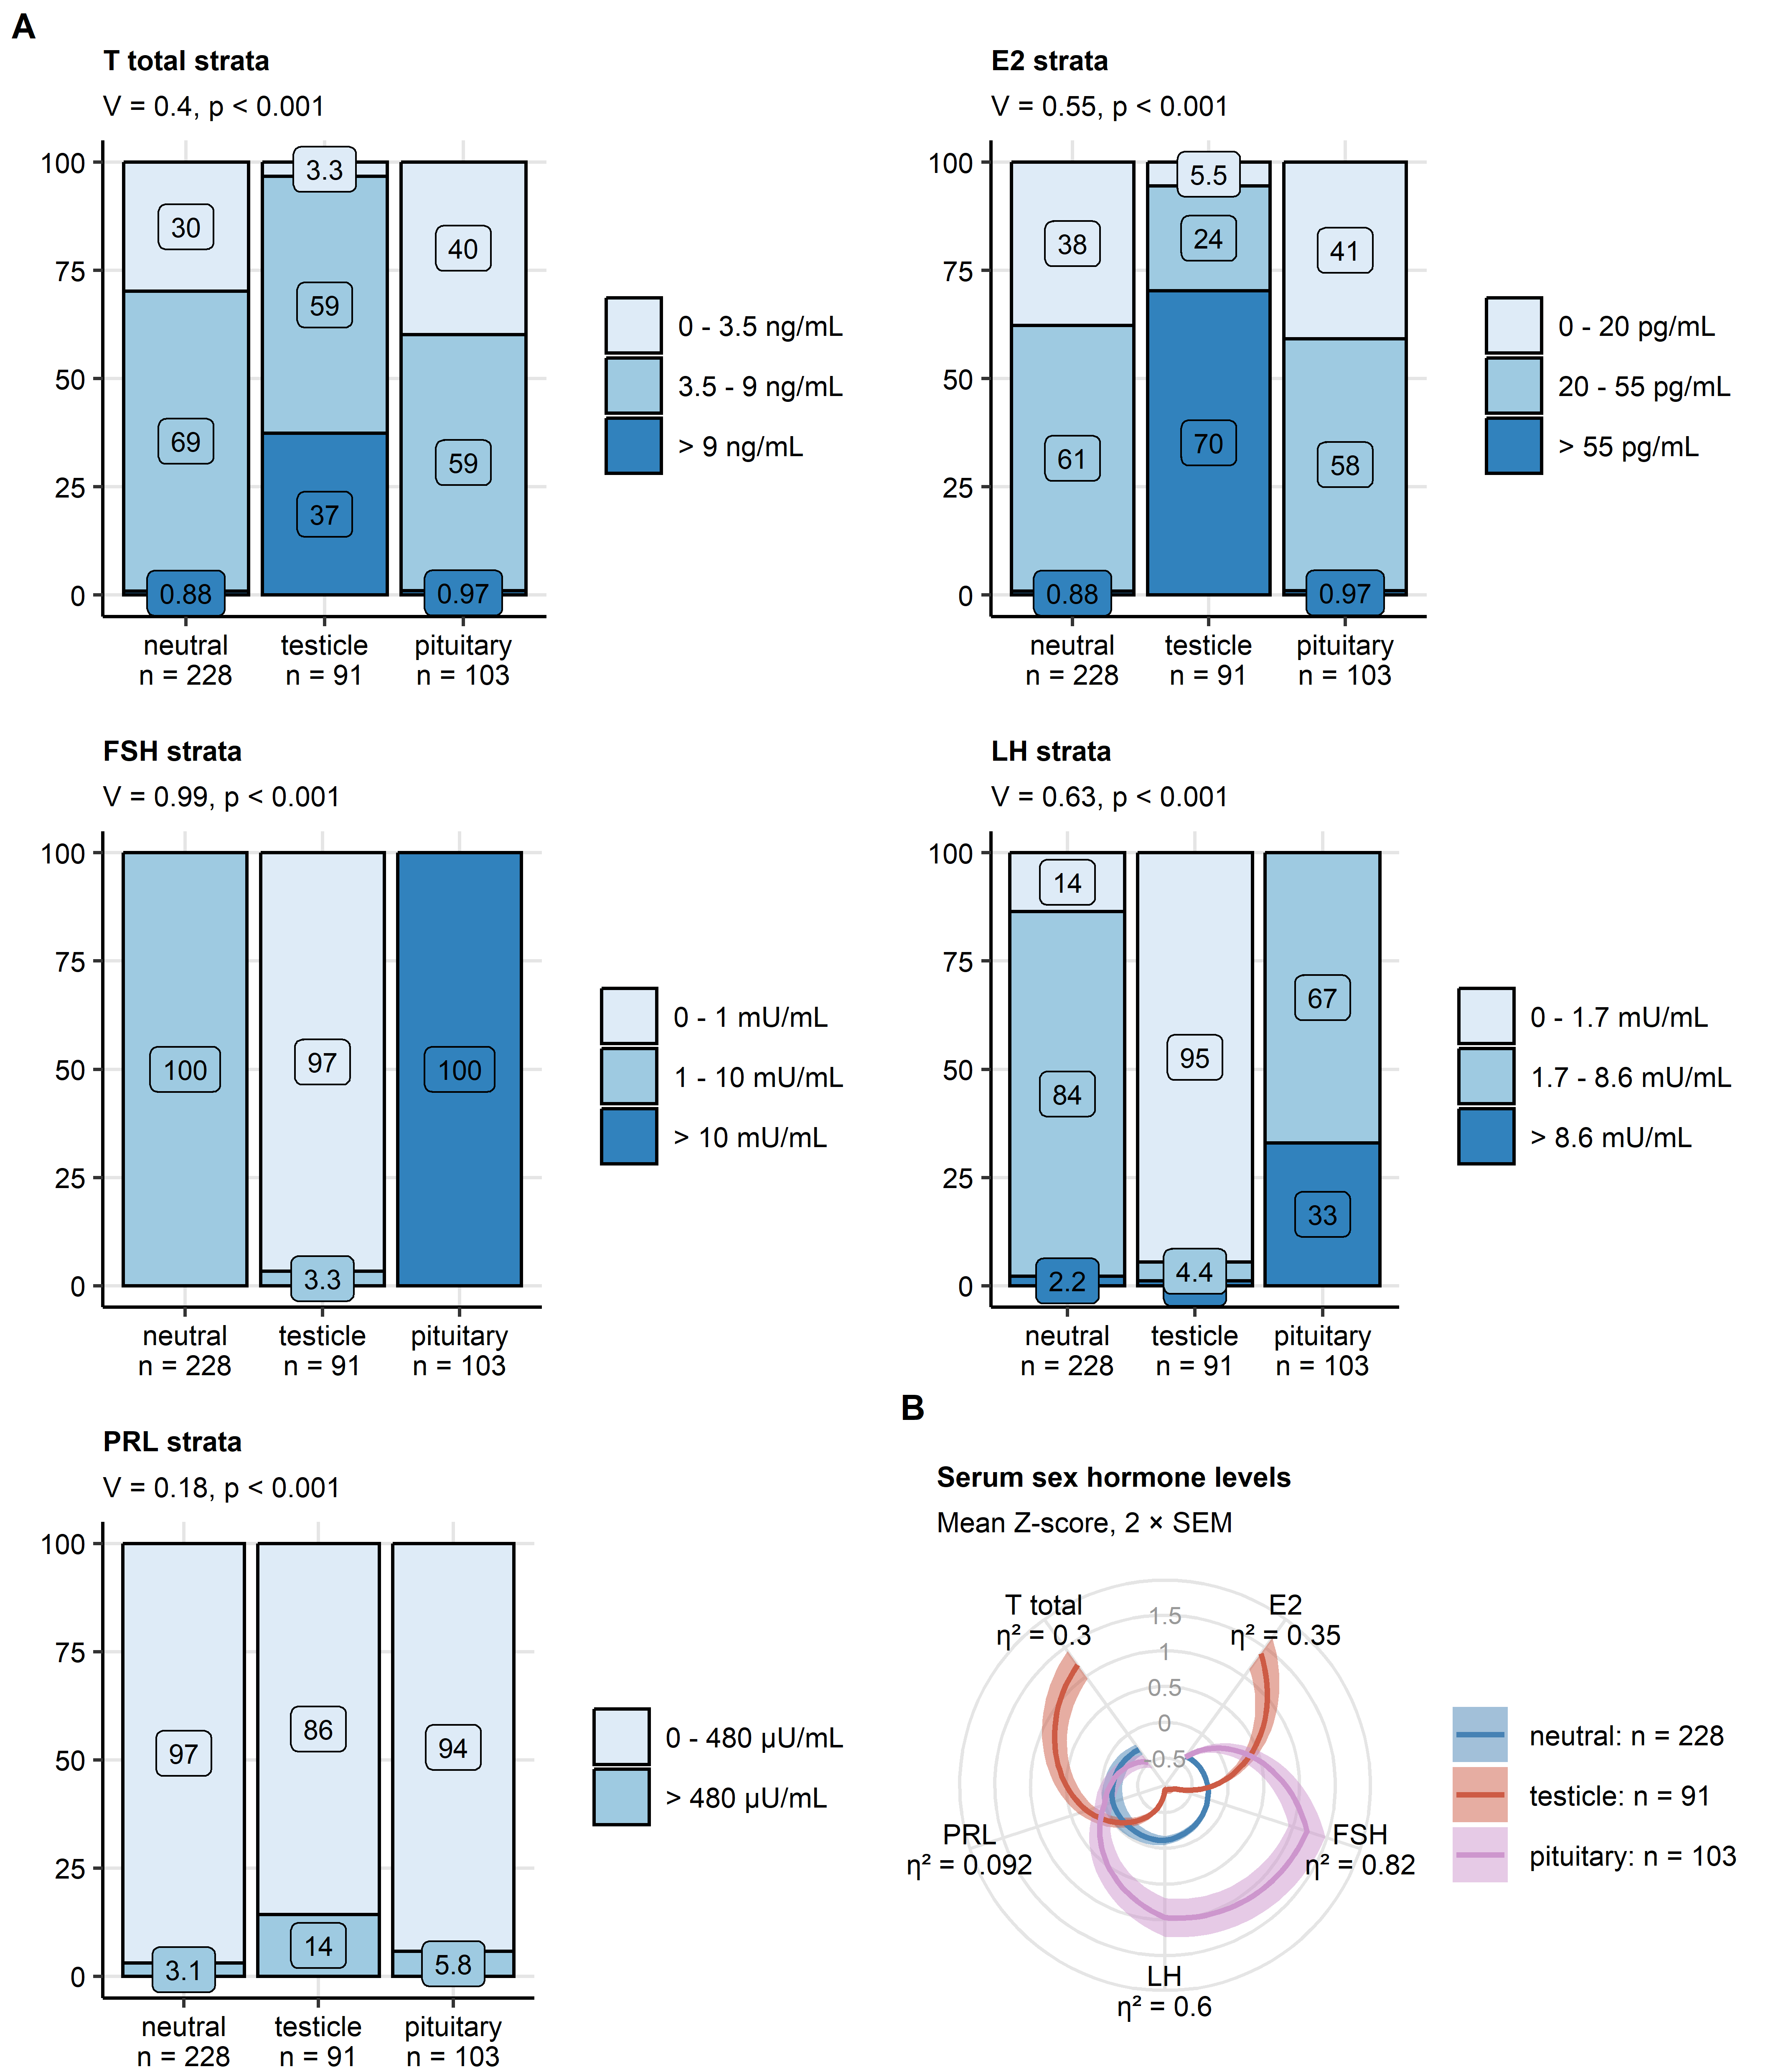 A
T total strata
V = 0.4, p < 0.001
100
75
50
25
0
30
69
0.88
3.3
59
37
40
59
0.97
neutral
n = 228
testicle
n = 91
pituitary
n = 103
0 - 3.5 ng/mL
3.5 - 9 ng/mL
> 9 ng/mL
E2 strata
V = 0.55, p < 0.001
100
75
50
25
0
38
61
0.88
5.5
24
70
41
58
0.97
neutral
n = 228
testicle
n = 91
pituitary
n = 103
0 - 20 pg/mL
20 - 55 pg/mL
> 55 pg/mL
FSH strata
V = 0.99, p < 0.001
100
75
50
25
0
100
97
3.3
100
neutral
n = 228
testicle
n = 91
pituitary
n = 103
0 - 1 mU/mL
1 - 10 mU/mL
> 10 mU/mL
LH strata
V = 0.63, p < 0.001
100
75
50
25
0
14
84
2.2
95
4.4
67
33
neutral
n = 228
testicle
n = 91
pituitary
n = 103
0 - 1.7 mU/mL
1.7 - 8.6 mU/mL
> 8.6 mU/mL
PRL strata
V = 0.18, p < 0.001
100
75
50
25
0
97
3.1
86
14
94
5.8
neutral
n = 228
testicle
n = 91
pituitary
n = 103
0 - 480 µU/mL
> 480 µU/mL
B
Serum sex hormone levels
Mean Z-score, 2 × SEM
T total
η² = 0.3
E2
η² = 0.35
1.5
1
0.5
0
-0.5
PRL
η² = 0.092
FSH
η² = 0.82
LH
η² = 0.6
neutral: n = 228
testicle: n = 91
pituitary: n = 103